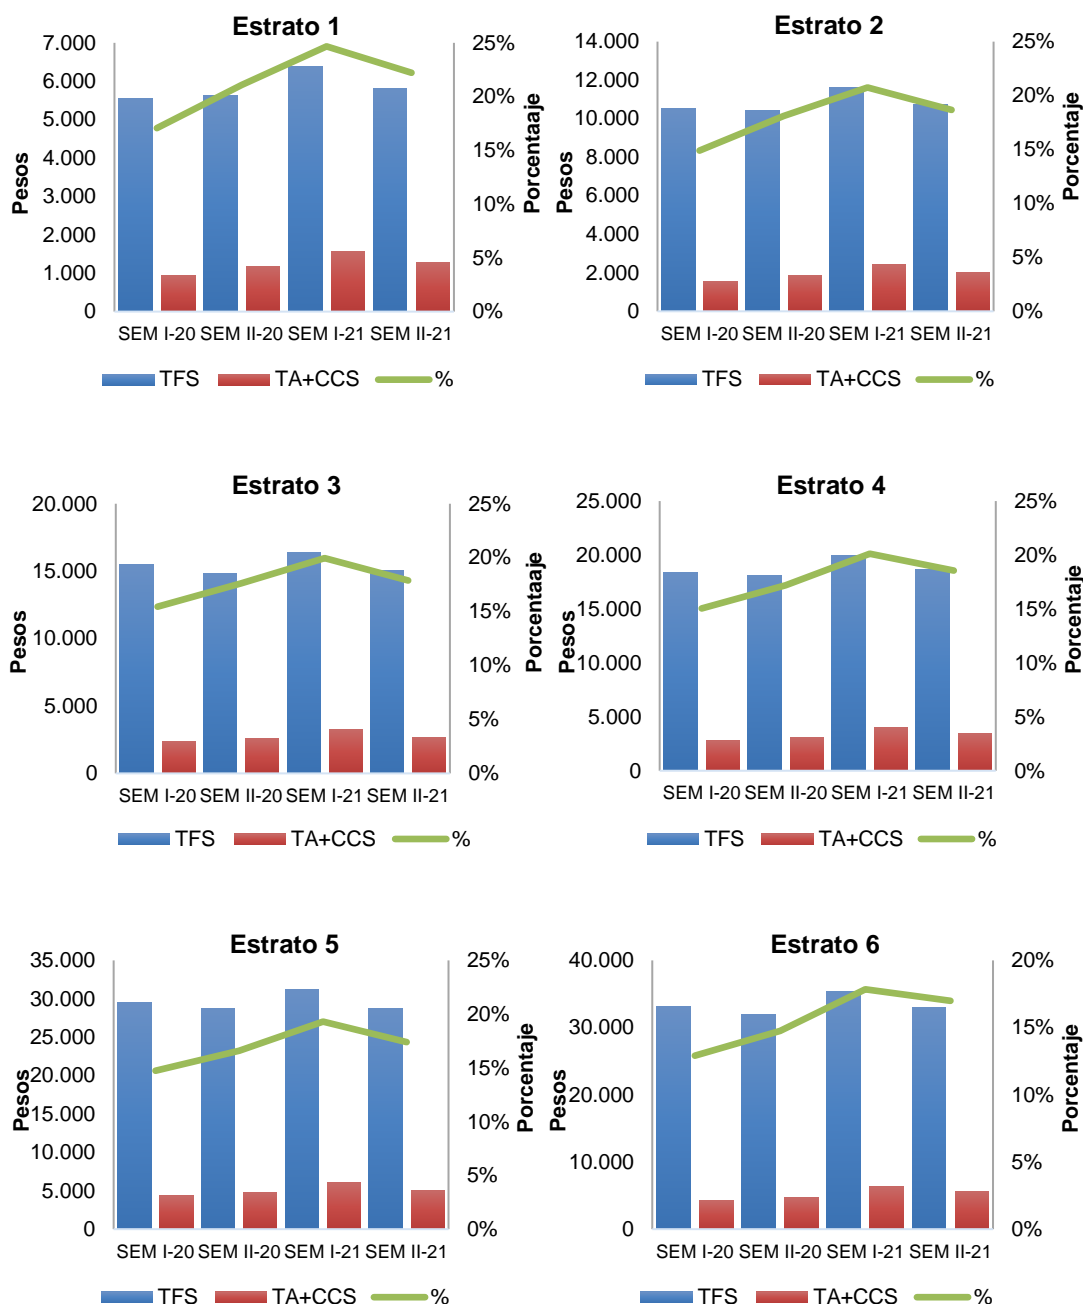 Estrato 1
7.000
6.000
5.000
4.000
3.000
2.000
1.000
0
Pesos
25%
20%
15%
10%
5%
0%
Porcentaaje
SEM I-20 SEM II-20 SEM I-21 SEM II-21
TFS TA+CCS %
Estrato 2
14.000
12.000
10.000
8.000
6.000
4.000
2.000
0
Pesos
25%
20%
15%
10%
5%
0%
Porcentaje
SEM I-20 SEM II-20 SEM I-21 SEM II-21
TFS TA+CCS %
Estrato 3
20.000
15.000
10.000
5.000
0
Pesos
25%
20%
15%
10%
5%
0%
Porcentaaje
SEM I-20 SEM II-20 SEM I-21 SEM II-21
TFS TA+CCS %
Estrato 4
25.000
20.000
15.000
10.000
5.000
0
Pesos
25%
20%
15%
10%
5%
0%
Porcentaje
SEM I-20 SEM II-20 SEM I-21 SEM II-21
TFS TA+CCS %
Estrato 5
35.000
30.000
25.000
20.000
15.000
10.000
5.000
0
Pesos
25%
20%
15%
10%
5%
0%
Porcentaje
SEM I-20 SEM II-20 SEM I-21 SEM II-21
TFS TA+CCS %
Estrato 6
40.000
30.000
20.000
10.000
0
Pesos
20%
15%
10%
5%
0%
Porcentaje
SEM I-20 SEM II-20 SEM I-21 SEM II-21
TFS TA+CCS %